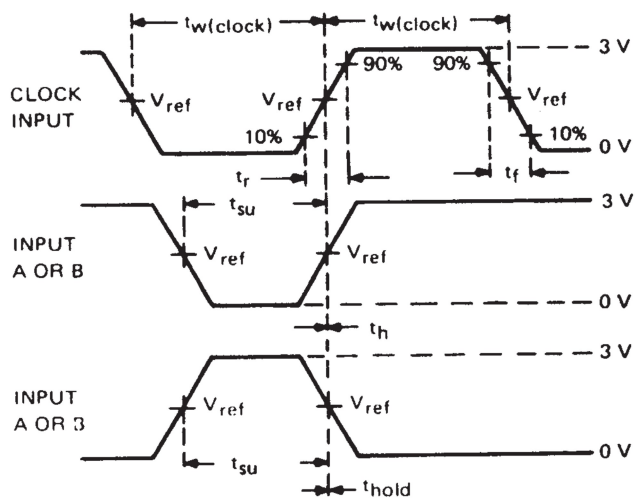 tw(clock) tw(clock)
3 V
90% 90%
CLOCK INPUT
Vref Vref Vref
10% 10%
0 V
tr tf
3 V
tsu
INPUT A OR B
Vref Vref
0 V
th
3 V
INPUT A OR 3
Vref Vref
0 V
tsu
thold